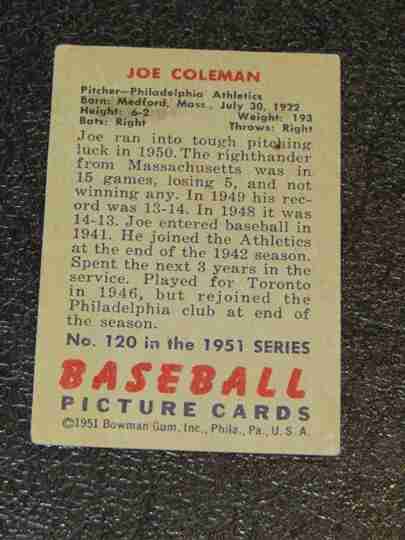 JOE COLEMAN
Pitcher—Philadelphia Athletics
Born: Medford, Mass., July 30, 1922
Height: 6-2 Weight: 193
Bats: Right Throws: Right
Joe ran into tough pitching
luck in 1950. The righthander
from Massachusetts was in
15 games, losing 5, and not
winning any. In 1949 his rec-
ord was 13-14. In 1948 it was
14-13. Joe entered baseball in
1941. He joined the Athletics
at the end of the 1942 season.
Spent the next 3 years in the
service. Played for Toronto
in 1946, but rejoined the
Philadelphia club at end of
the season.
No. 120 in the 1951 SERIES
BASEBALL
PICTURE CARDS
©1951 Bowman Gum, Inc., Phila., Pa., U. S. A.